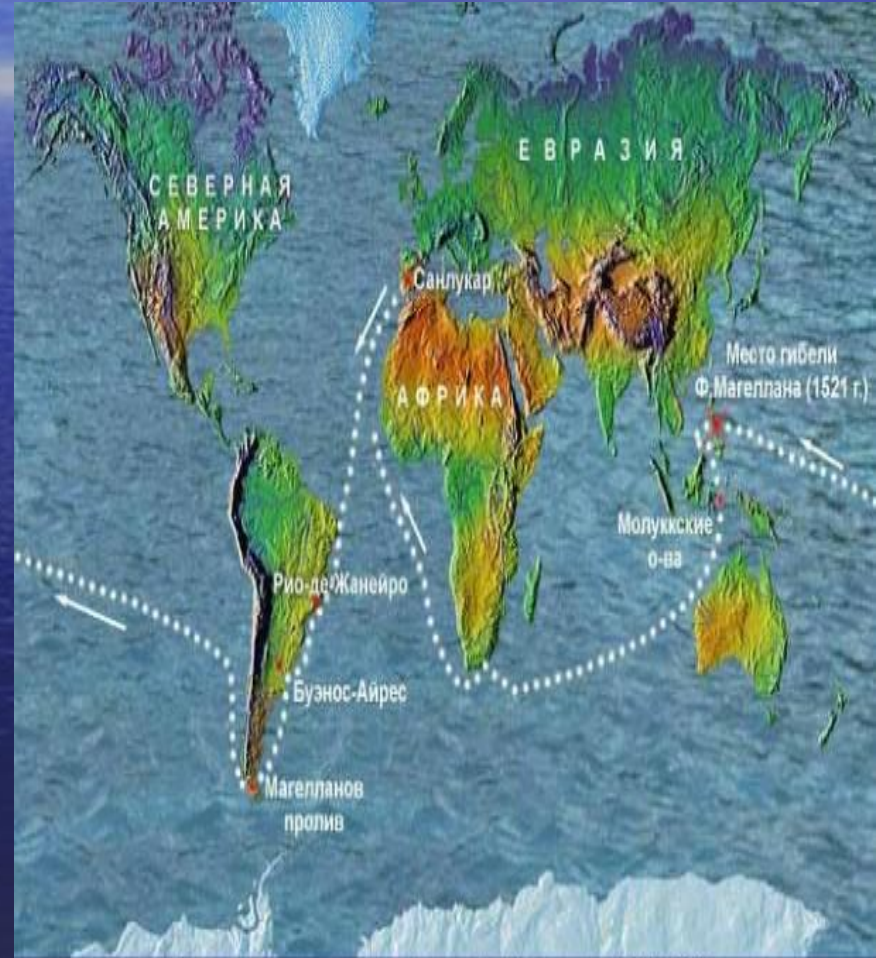 ЕВРАЗИЯ
СЕВЕРНАЯ
АМЕРИКА
Санлукар
Место гибели
Ф.Магеллана (1521 г.)
АФРИКА
Молуккские
о-ва
Рио-де-Жанейро
Буэнос-Айрес
Магелланов
пролив